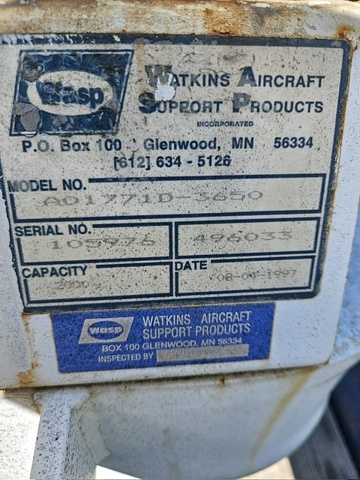 Wasp
WATKINS AIRCRAFT
SUPPORT PRODUCTS
INCORPORATED
P.O. Box 100 Glenwood, MN 56334
[612] 634 - 5126
MODEL NO.
A01771D-3650
SERIAL NO.
105976 496033
CAPACITY DATE
2000 08-04-1997
Wasp
WATKINS AIRCRAFT
SUPPORT PRODUCTS
BOX 100 GLENWOOD, MN 56334
INSPECTED BY